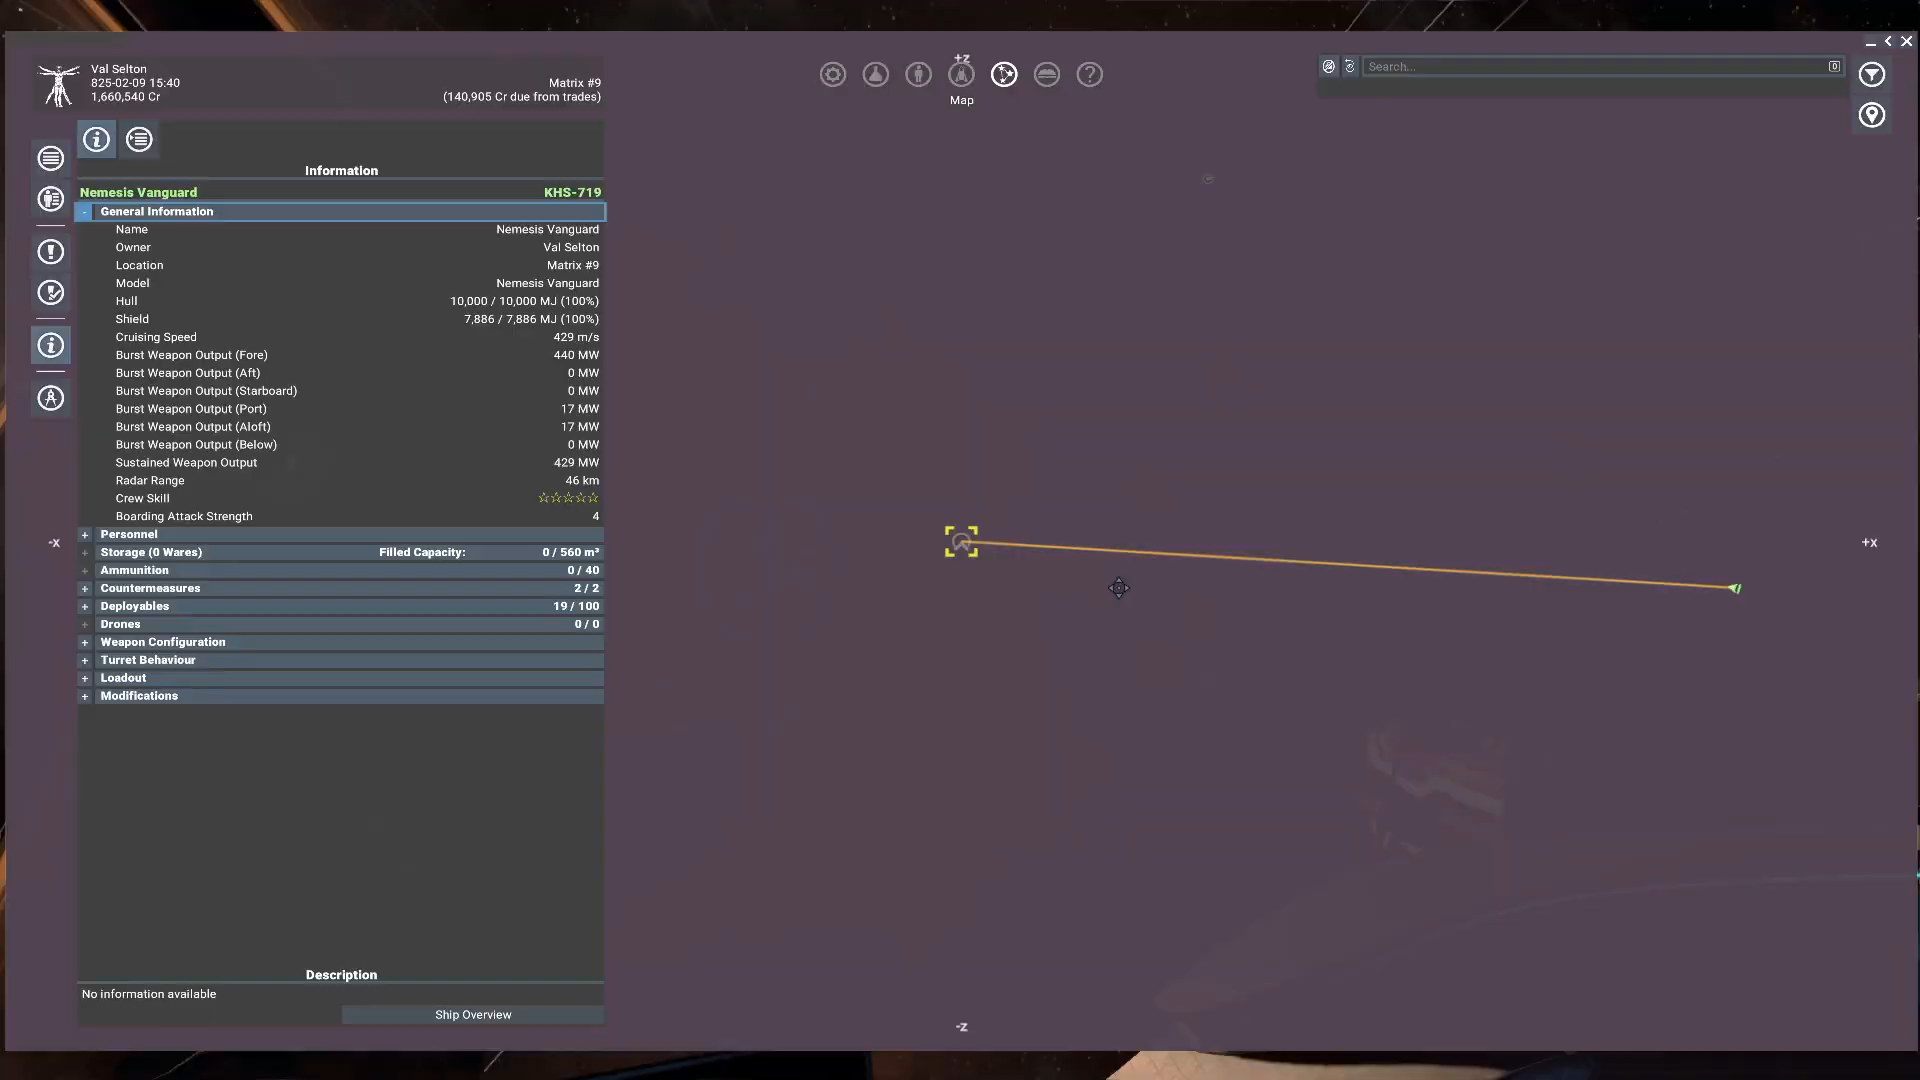 Val Selton
825-02-09 15:40
Matrix #9
1,660,540 Cr
(140,905 Cr due from trades)
+z
Map
Search...
0
Information
Nemesis Vanguard KHS-719
- General Information
Name Nemesis Vanguard
Owner Val Selton
Location Matrix #9
Model Nemesis Vanguard
Hull 10,000 / 10,000 MJ (100%)
Shield 7,886 / 7,886 MJ (100%)
Cruising Speed 429 m/s
Burst Weapon Output (Fore) 440 MW
Burst Weapon Output (Aft) 0 MW
Burst Weapon Output (Starboard) 0 MW
Burst Weapon Output (Port) 17 MW
Burst Weapon Output (Aloft) 17 MW
Burst Weapon Output (Below) 0 MW
Sustained Weapon Output 429 MW
Radar Range 46 km
Crew Skill ☆☆☆☆☆
Boarding Attack Strength 4
+ Personnel
+ Storage (0 Wares) Filled Capacity: 0 / 560 m³
+ Ammunition 0 / 40
+ Countermeasures 2 / 2
+ Deployables 19 / 100
+ Drones 0 / 0
+ Weapon Configuration
+ Turret Behaviour
+ Loadout
+ Modifications
-x
+x
Description
No information available
Ship Overview
-z